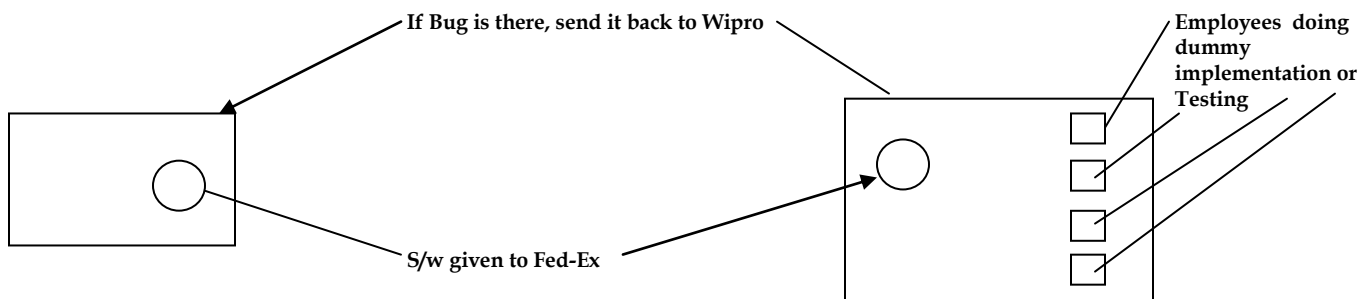 If Bug is there, send it back to Wipro
Employees doing
dummy
implementation or
Testing
S/w given to Fed-Ex